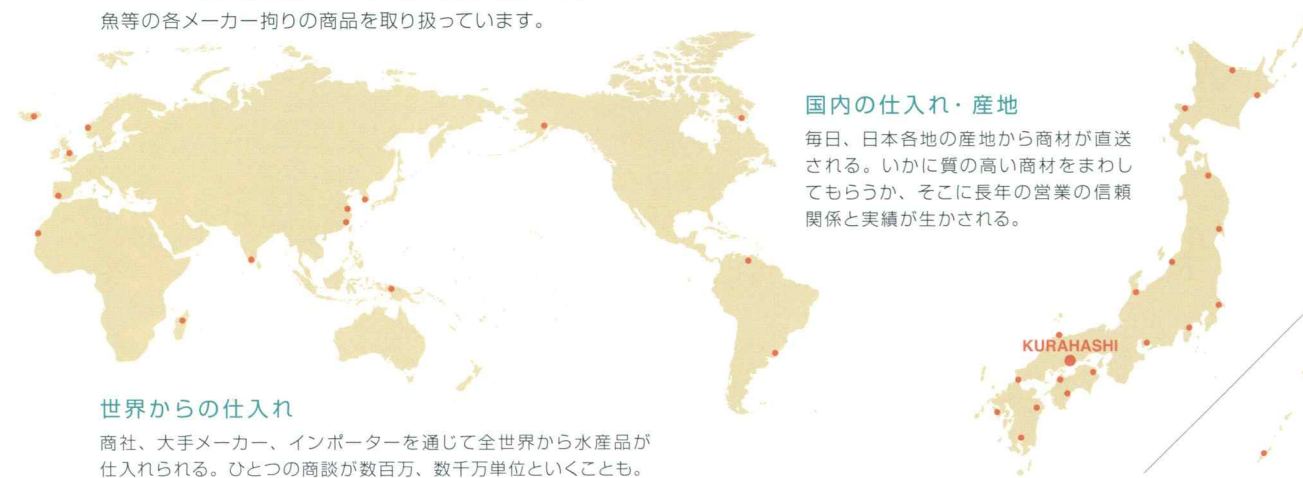 魚等の各メーカー拘りの商品を取り扱っています。
国内の仕入れ・産地
毎日、日本各地の産地から商材が直送
される。いかに質の高い商材をまわし
てもらうか、そこに長年の営業の信頼
関係と実績が生かされる。
KURAHASHI
世界からの仕入れ
商社、大手メーカー、インポーターを通じて全世界から水産品が
仕入れられる。ひとつの商談が数百万、数千万単位といくことも。